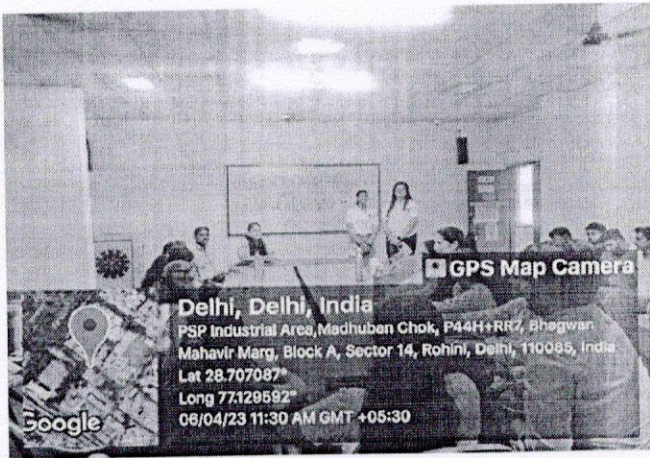 GPS Map Camera
Delhi, Delhi, India
PSP Industrial Area,Madhuban Chok, P44H+RR7, Bhagwan
Mahavir Marg, Block A, Sector 14, Rohini, Delhi, 110085, India
Lat 28.707087°
Long 77.129592°
06/04/23 11:30 AM GMT +05:30
Google